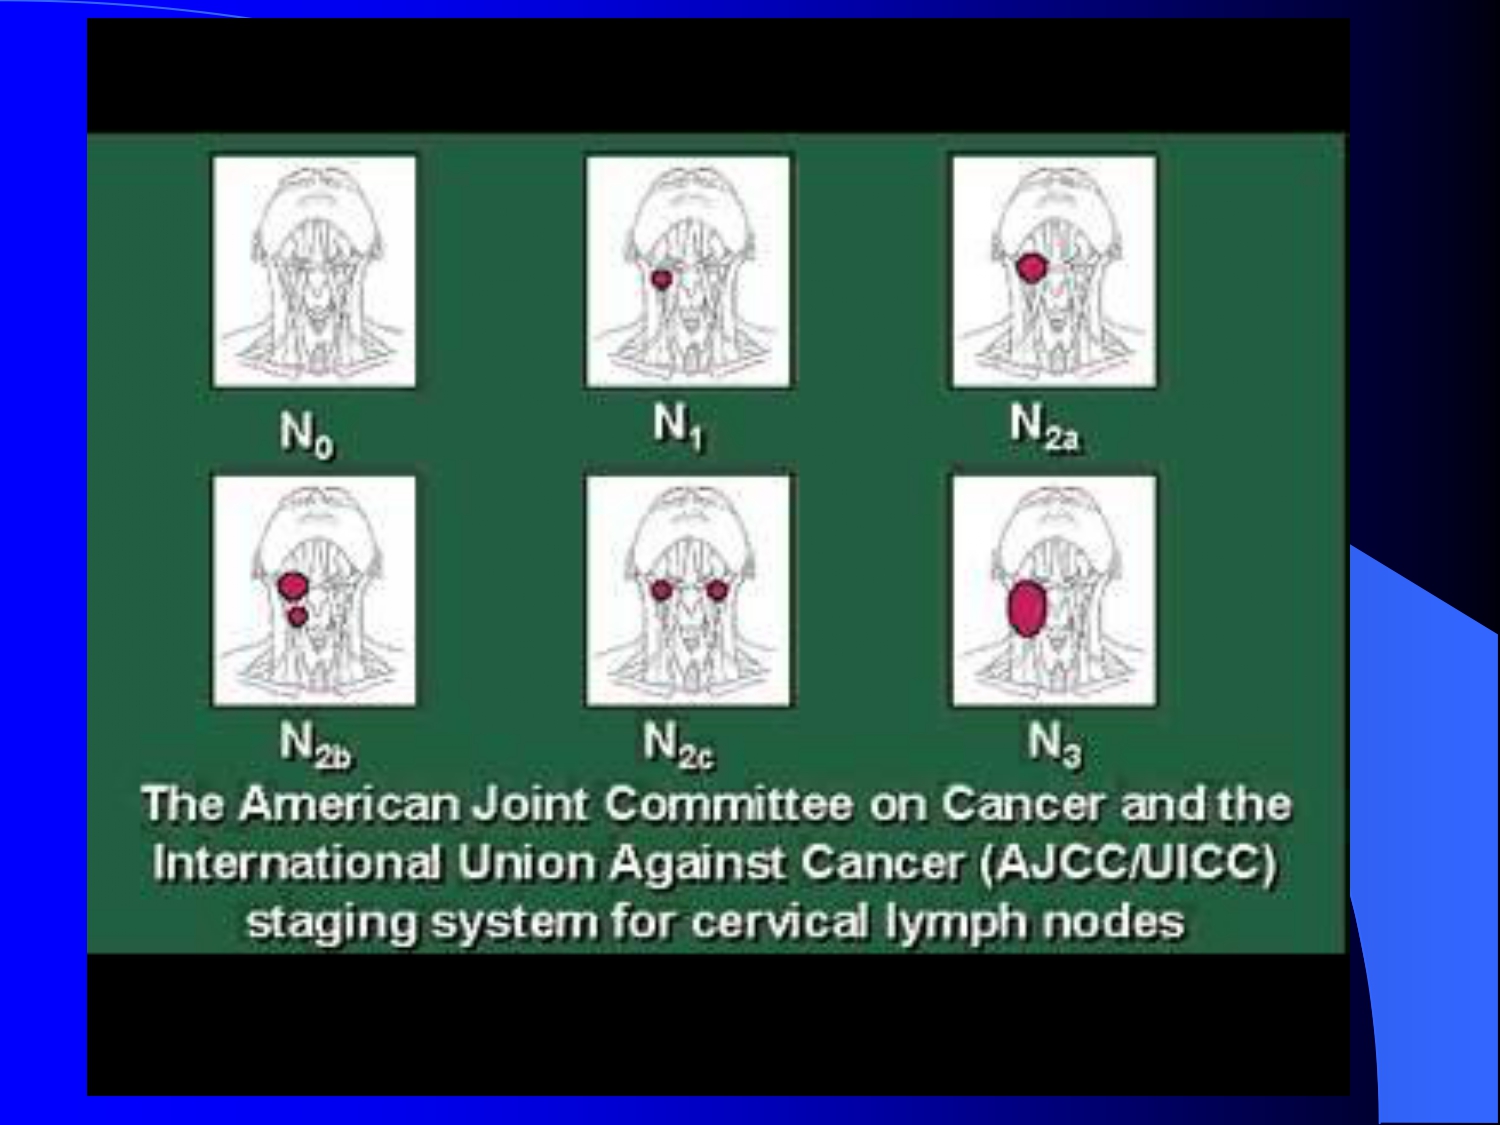 N0
N1
N2a
N2b
N2c
N3
The American Joint Committee on Cancer and the
International Union Against Cancer (AJCC/UICC)
staging system for cervical lymph nodes